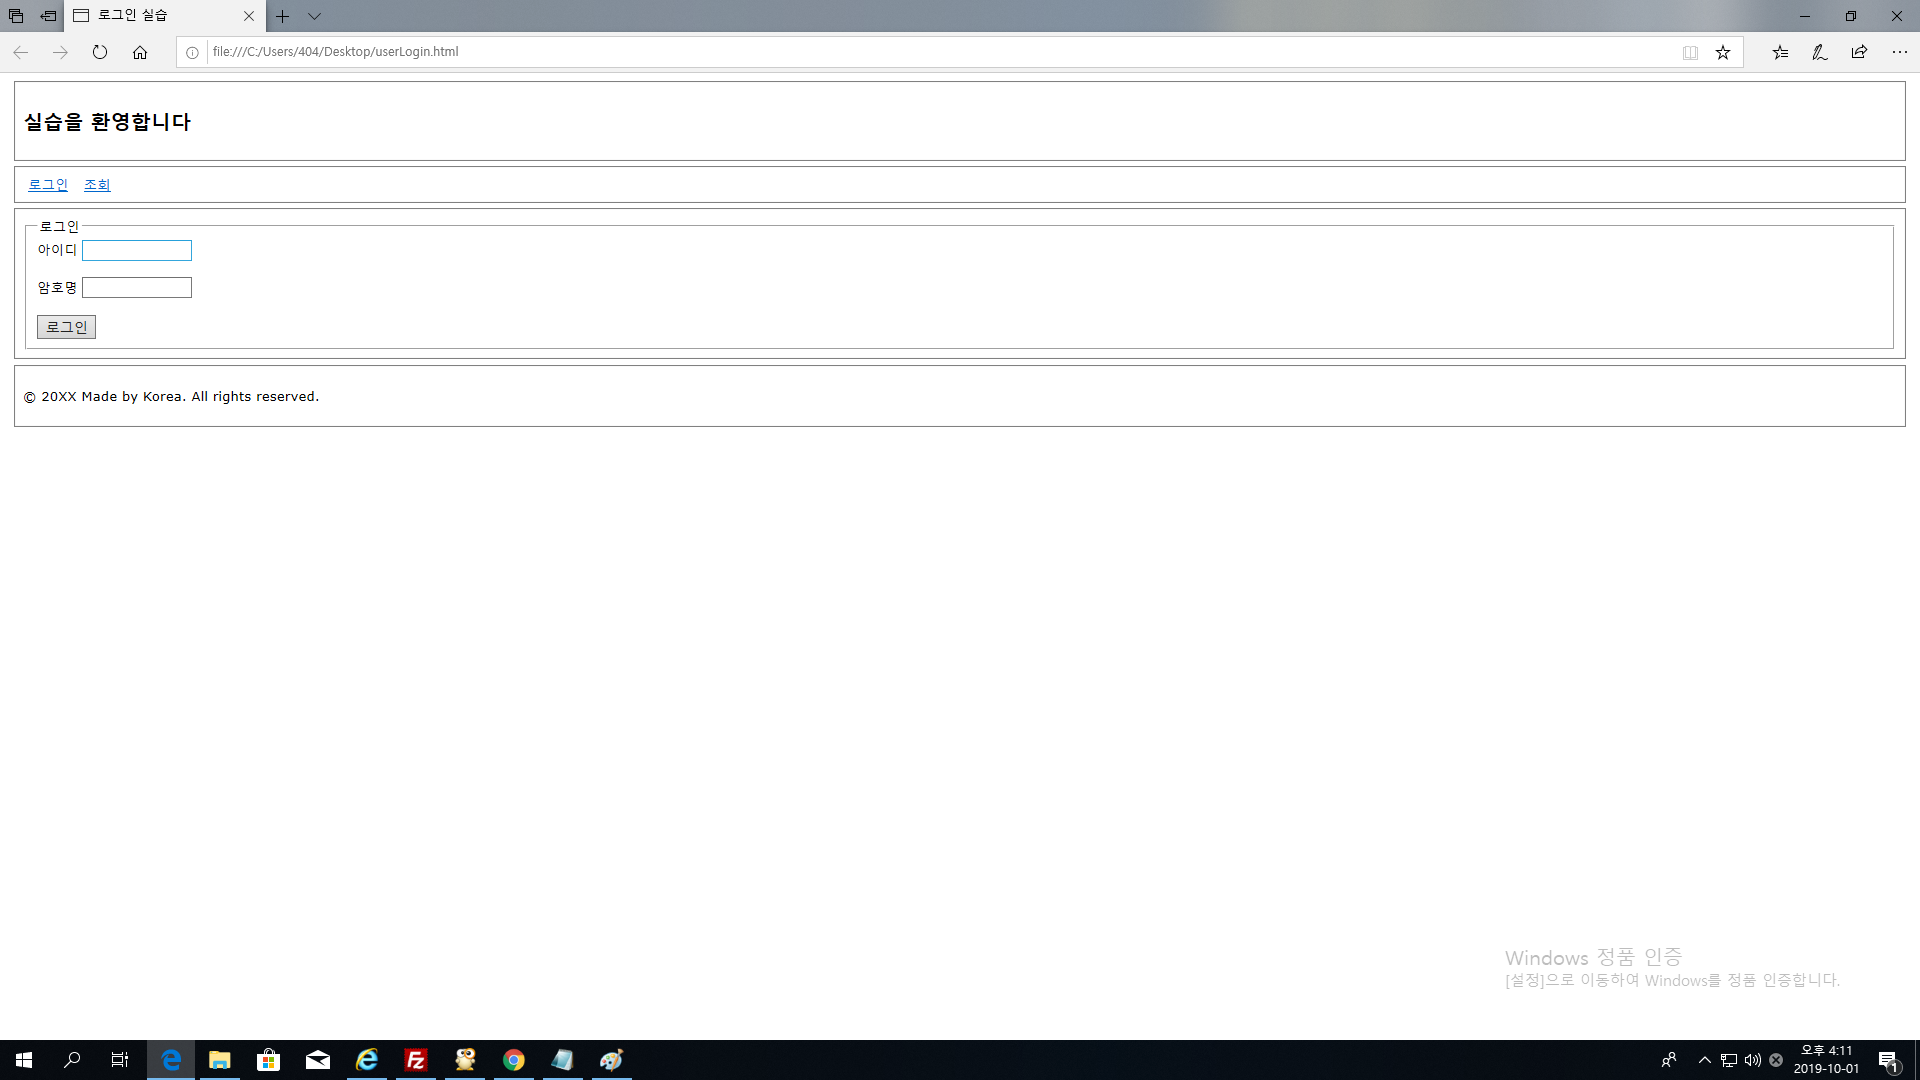 로그인 실습
file:///C:/Users/404/Desktop/userLogin.html
실습을 환영합니다
로그인 조회
로그인
아이디
암호명
로그인
© 20XX Made by Korea. All rights reserved.
Windows 정품 인증
[설정]으로 이동하여 Windows를 정품 인증합니다.
오후 4:11
2019-10-01
1